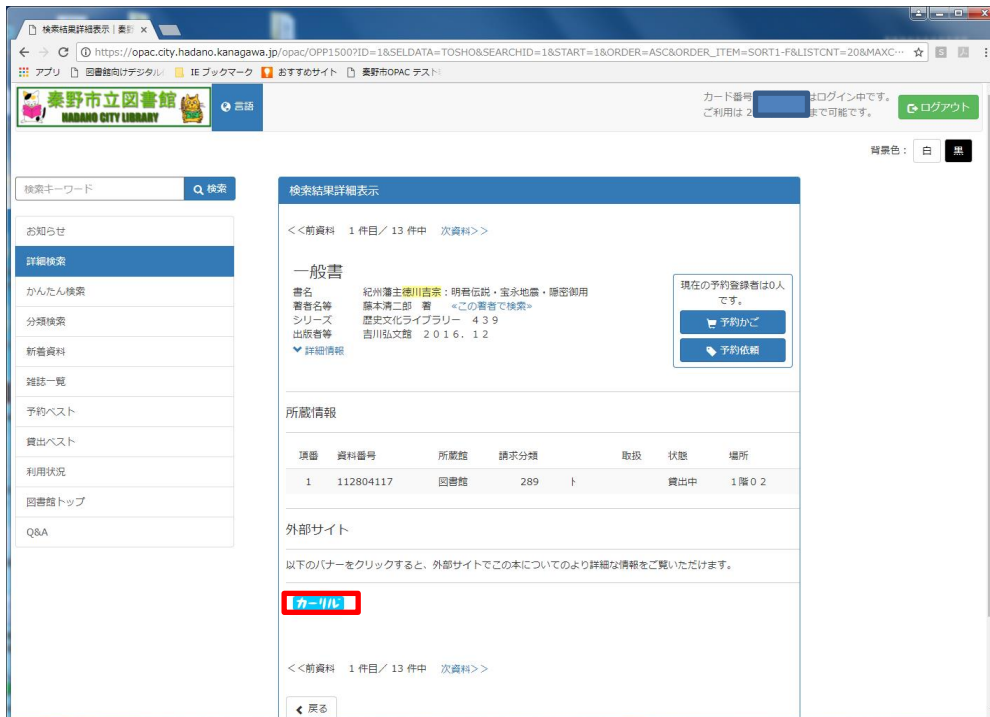 検索結果詳細表示 | 秦野
https://opac.city.hadano.kanagawa.jp/opac/OPP1500?ID=1&SELDATA=TOSHO&SEARCHID=1&START=1&ORDER=ASC&ORDER_ITEM=SORT1-F&LISTCNT=20&MAXC…
アプリ 図書館向けデジタル IE ブックマーク おすすめサイト 秦野市OPAC テスト
秦野市立図書館
HADANO CITY LIBRARY
言語
カード番号 はログイン中です。
ご利用は 2 まで可能です。
ログアウト
背景色： 白 黒
検索キーワード 検索
お知らせ
詳細検索
かんたん検索
分類検索
新着資料
雑誌一覧
予約ベスト
貸出ベスト
利用状況
図書館トップ
Q&A
検索結果詳細表示
<<前資料 1 件目／ 13 件中 次資料>>
一般書
書名 紀州藩主徳川吉宗：明君伝説・宝永地震・隠密御用
著者名等 藤本清二郎 著 «この著者で検索»
シリーズ 歴史文化ライブラリー ４３９
出版者等 吉川弘文館 ２０１６．１２
詳細情報
現在の予約登録者は0人
です。
予約かご
予約依頼
所蔵情報
項番 資料番号 所蔵館 請求分類 取扱 状態 場所
1 112804117 図書館 289 ト 貸出中 １階０２
外部サイト
以下のバナーをクリックすると、外部サイトでこの本についてのより詳細な情報をご覧いただけます。
カーリル
<<前資料 1 件目／ 13 件中 次資料>>
戻る